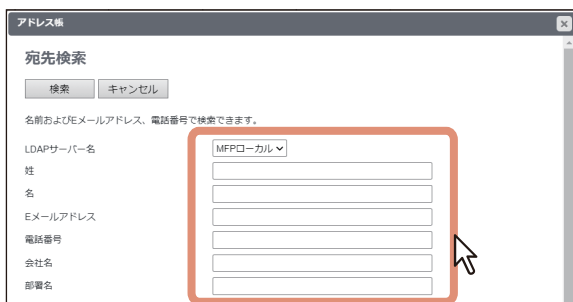 アドレス帳
宛先検索
検索 キャンセル
名前およびEメールアドレス、電話番号で検索できます。
LDAPサーバー名 MFPローカル
姓
名
Eメールアドレス
電話番号
会社名
部署名